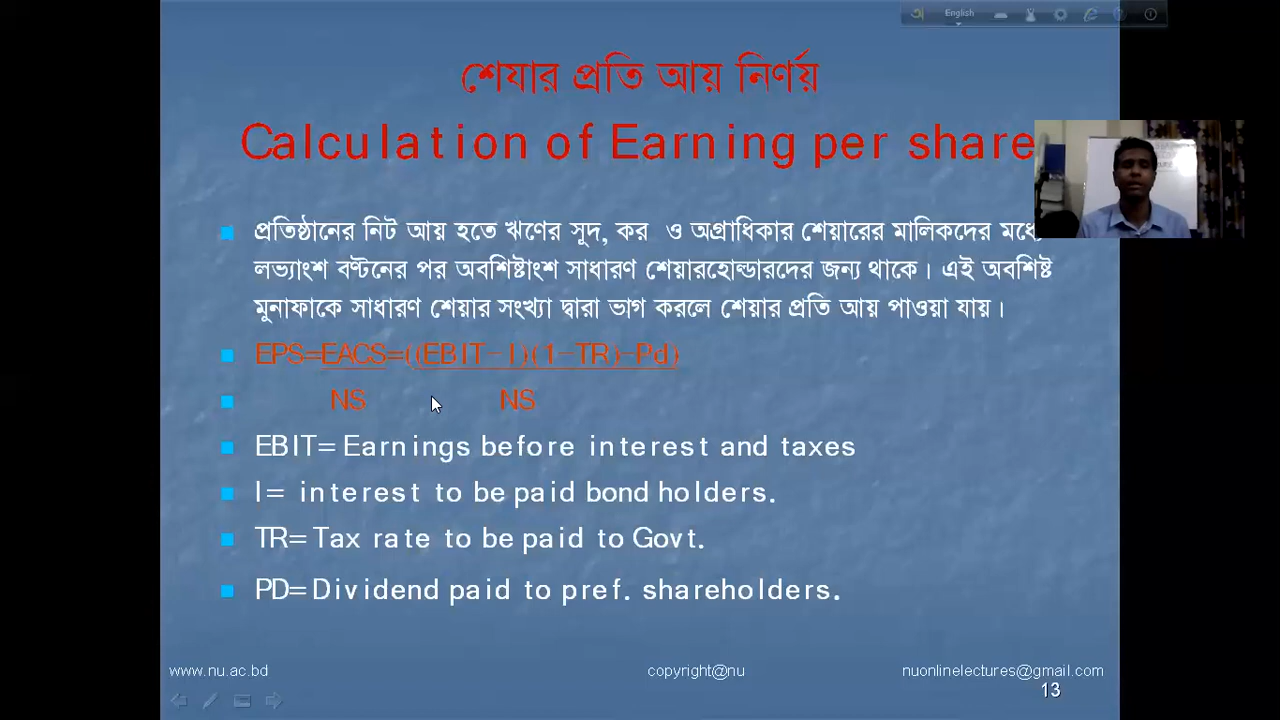 English
শেযার প্রতি আয় নির্ণয়
Calculation of Earning per share
প্রতিষ্ঠানের নিট আয় হতে ঋণের সূদ, কর ও অগ্রাধিকার শেয়ারের মালিকদের মধ্যে
লভ্যাংশ বণ্টনের পর অবশিষ্টাংশ সাধারণ শেয়ারহোল্ডারদের জন্য থাকে। এই অবশিষ্ট
মুনাফাকে সাধারণ শেয়ার সংখ্যা দ্বারা ভাগ করলে শেয়ার প্রতি আয় পাওয়া যায়।
EPS=EACS=((EBIT-I)(1-TR)-Pd)
NS NS
EBIT= Earnings before interest and taxes
I= interest to be paid bond holders.
TR= Tax rate to be paid to Govt.
PD= Dividend paid to pref. shareholders.
www.nu.ac.bd copyright@nu nuonlinelectures@gmail.com
13